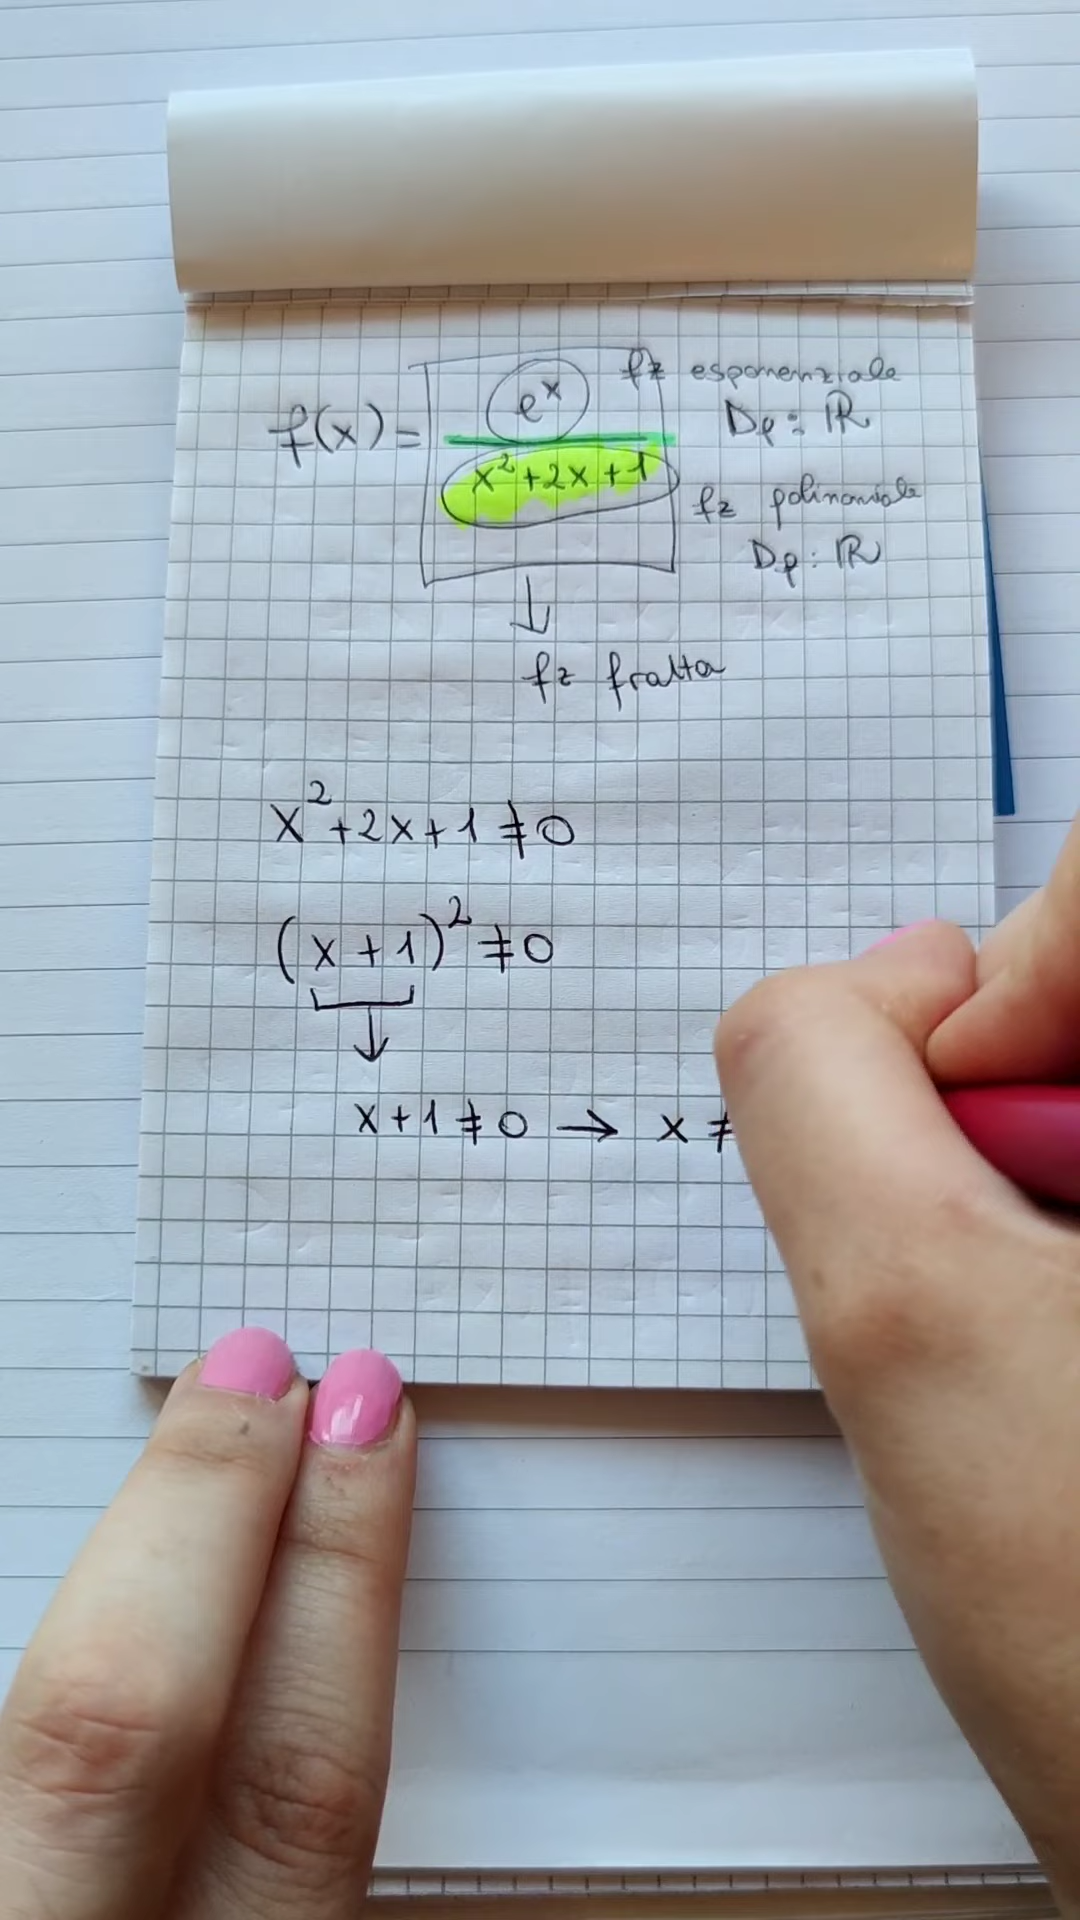 f(x) = e^x / x²+2x+1
fz esponenziale
Df: ℝ
fz polinomiale
Df: ℝ
↓
fz fratta
x²+2x+1 ≠ 0
(x+1)² ≠ 0
↓
x+1 ≠ 0 → x ≠